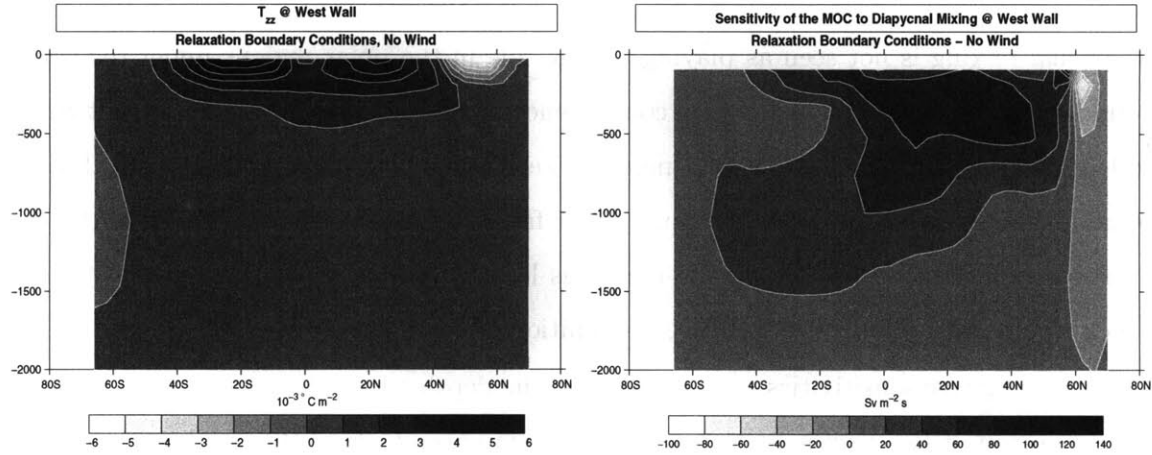 T_zz @ West Wall
Relaxation Boundary Conditions, No Wind
0
−500
−1000
−1500
−2000
80S 60S 40S 20S 0 20N 40N 60N 80N
10⁻³ ° C m⁻²
−6 −5 −4 −3 −2 −1 0 1 2 3 4 5 6
Sensitivity of the MOC to Diapycnal Mixing @ West Wall
Relaxation Boundary Conditions − No Wind
0
−500
−1000
−1500
−2000
80S 60S 40S 20S 0 20N 40N 60N 80N
Sv m⁻² s
−100 −80 −60 −40 −20 0 20 40 60 80 100 120 140